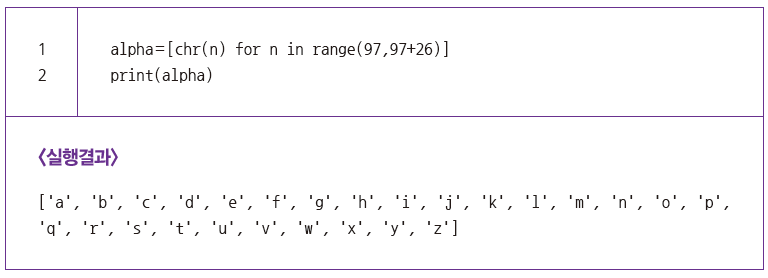 1 alpha=[chr(n) for n in range(97,97+26)]
2 print(alpha)
〈실행결과〉
['a', 'b', 'c', 'd', 'e', 'f', 'g', 'h', 'i', 'j', 'k', 'l', 'm', 'n', 'o', 'p',
'q', 'r', 's', 't', 'u', 'v', 'w', 'x', 'y', 'z']